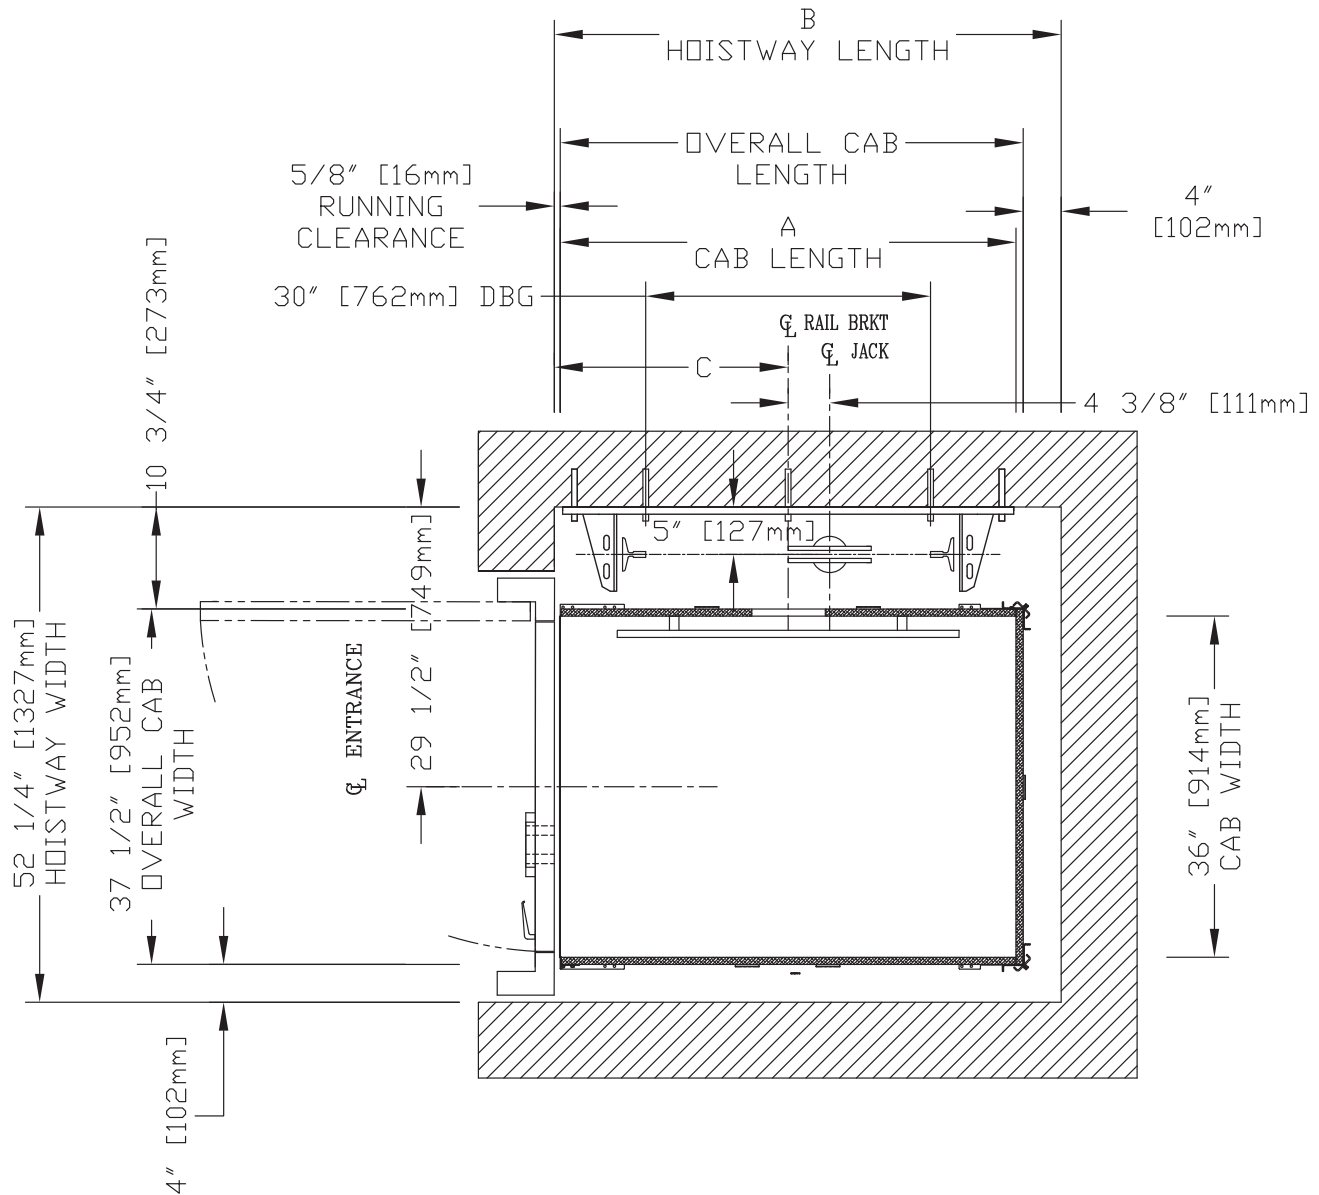 B
HOISTWAY LENGTH
OVERALL CAB
LENGTH
5/8" [16mm]
RUNNING
CLEARANCE
4"
[102mm]
A
CAB LENGTH
30" [762mm] DBG
℄ RAIL BRKT
℄ JACK
C
4 3/8" [111mm]
10 3/4" [273mm]
5" [127mm]
29 1/2" [749mm]
℄ ENTRANCE
52 1/4" [1327mm]
HOISTWAY WIDTH
37 1/2" [952mm]
OVERALL CAB
WIDTH
36" [914mm]
CAB WIDTH
4" [102mm]